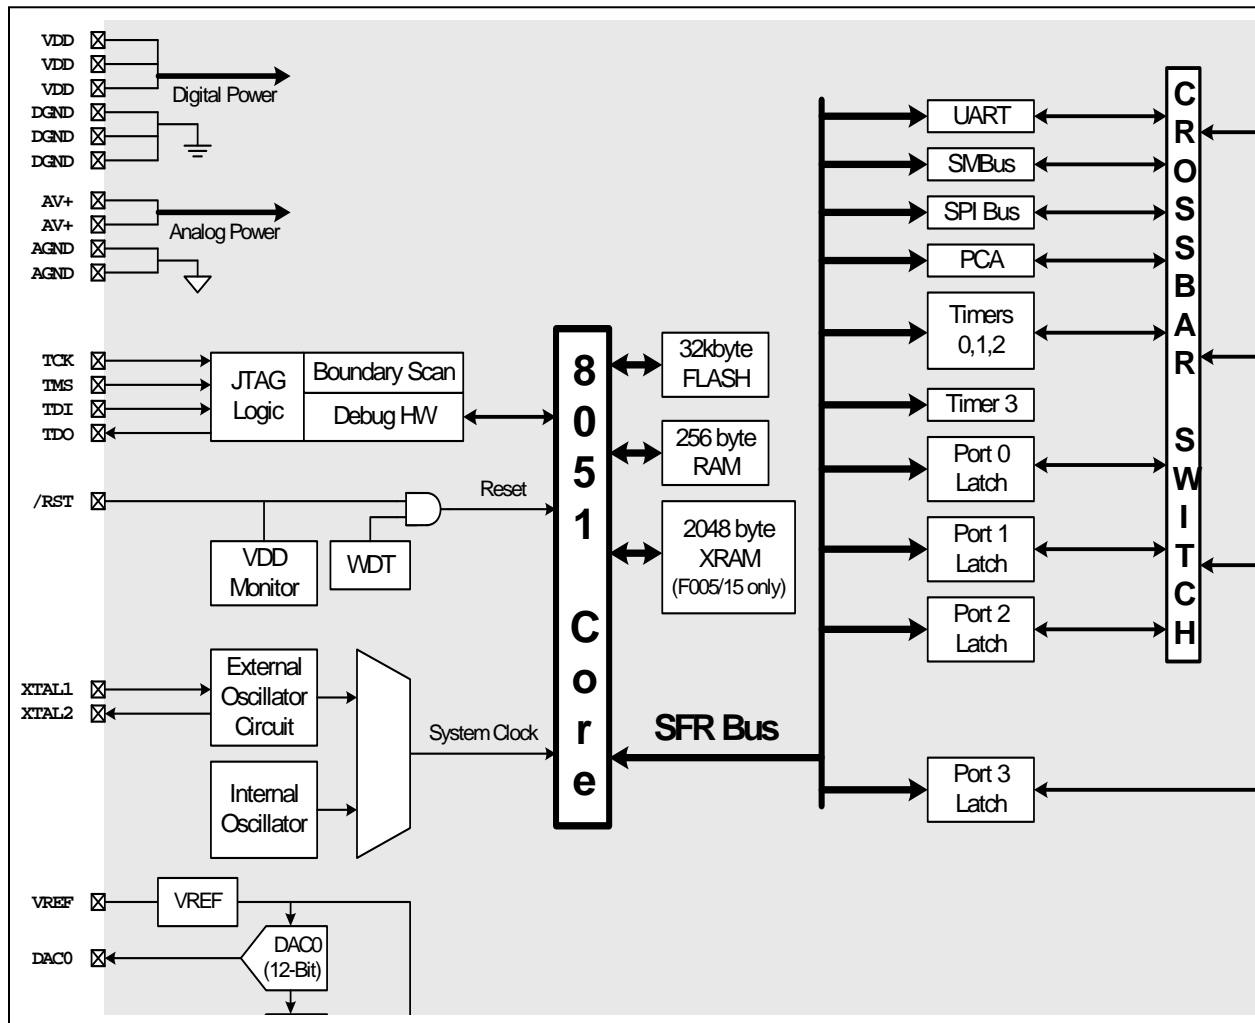 VDD
VDD
VDD
Digital Power
DGND
DGND
DGND
AV+
AV+
Analog Power
AGND
AGND
TCK
TMS
TDI
TDO
JTAG
Logic
Boundary Scan
Debug HW
/RST
Reset
VDD
Monitor
WDT
XTAL1
XTAL2
External
Oscillator
Circuit
Internal
Oscillator
System Clock
VREF
VREF
DAC0
DAC0
(12-Bit)
8051 Core
32kbyte
FLASH
256 byte
RAM
2048 byte
XRAM
(F005/15 only)
SFR Bus
UART
SMBus
SPI Bus
PCA
Timers
0,1,2
Timer 3
Port 0
Latch
Port 1
Latch
Port 2
Latch
Port 3
Latch
CROSSBAR SWITCH